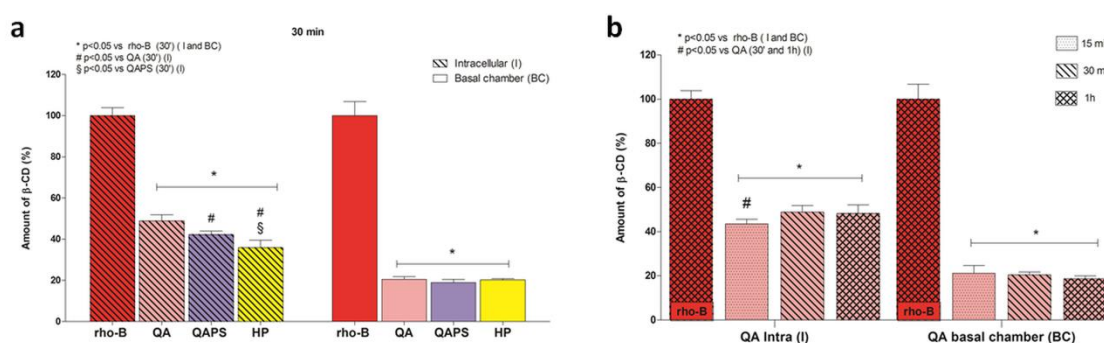 a
30 min
* p<0.05 vs rho-B (30') ( I and BC)
# p<0.05 vs QA (30') (I)
§ p<0.05 vs QAPS (30') (I)
Intracellular (I)
Basal chamber (BC)
Amount of β-CD (%)
120
100
80
60
40
20
0
*
#
#
§
*
rho-B QA QAPS HP rho-B QA QAPS HP
b
* p<0.05 vs rho-B ( I and BC)
# p<0.05 vs QA (30' and 1h) (I)
15 mi
30 m
1h
Amount of β-CD (%)
120
100
80
60
40
20
0
*
#
*
rho-B rho-B
QA Intra (I) QA basal chamber (BC)